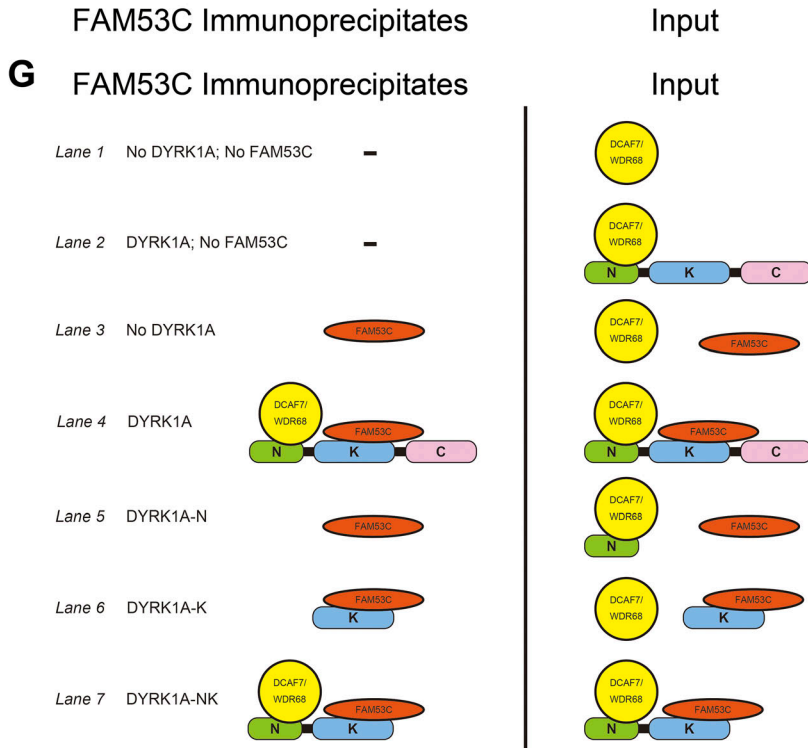 FAM53C Immunoprecipitates Input
G FAM53C Immunoprecipitates Input
Lane 1 No DYRK1A; No FAM53C – DCAF7/
WDR68
Lane 2 DYRK1A; No FAM53C – DCAF7/
WDR68
N K C
Lane 3 No DYRK1A FAM53C DCAF7/
WDR68 FAM53C
Lane 4 DYRK1A DCAF7/
WDR68 FAM53C DCAF7/
WDR68 FAM53C
N K C N K C
Lane 5 DYRK1A-N FAM53C DCAF7/
WDR68 FAM53C
N
Lane 6 DYRK1A-K FAM53C DCAF7/
WDR68 FAM53C
K K
Lane 7 DYRK1A-NK DCAF7/
WDR68 FAM53C DCAF7/
WDR68 FAM53C
N K N K